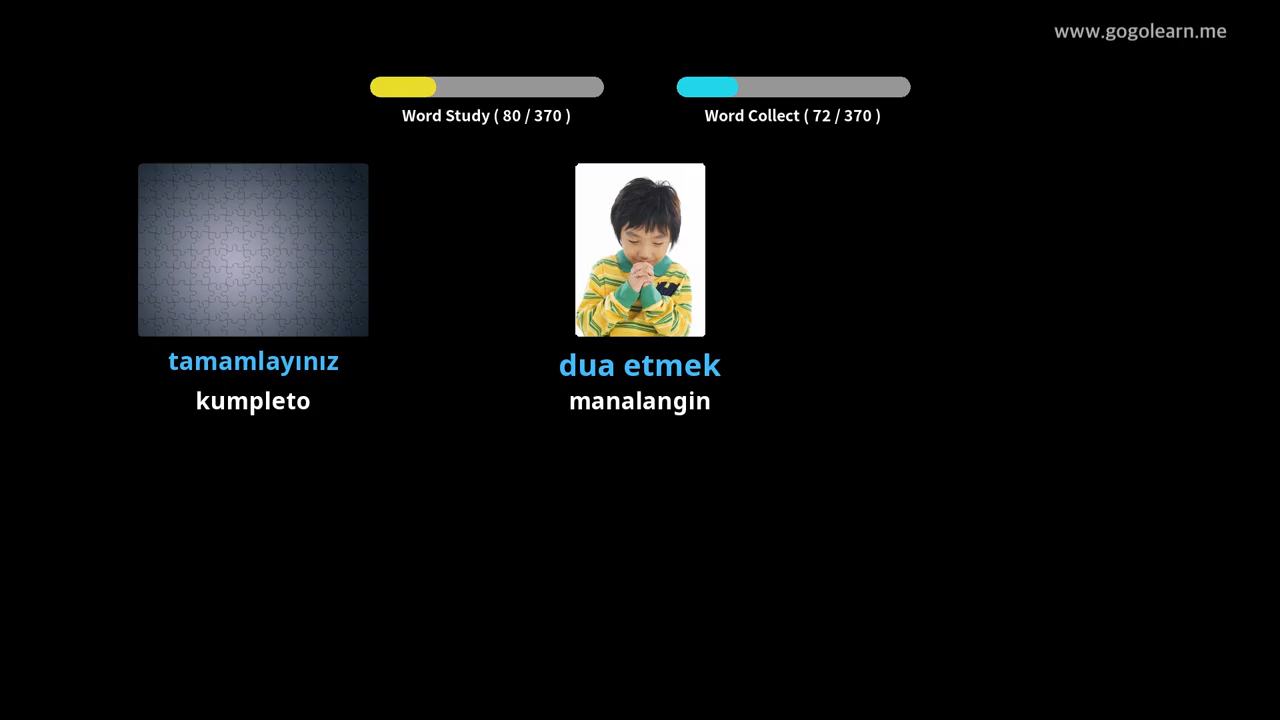 www.gogolearn.me
Word Study ( 80 / 370 )
Word Collect ( 72 / 370 )
tamamlayınız
kumpleto
dua etmek
manalangin